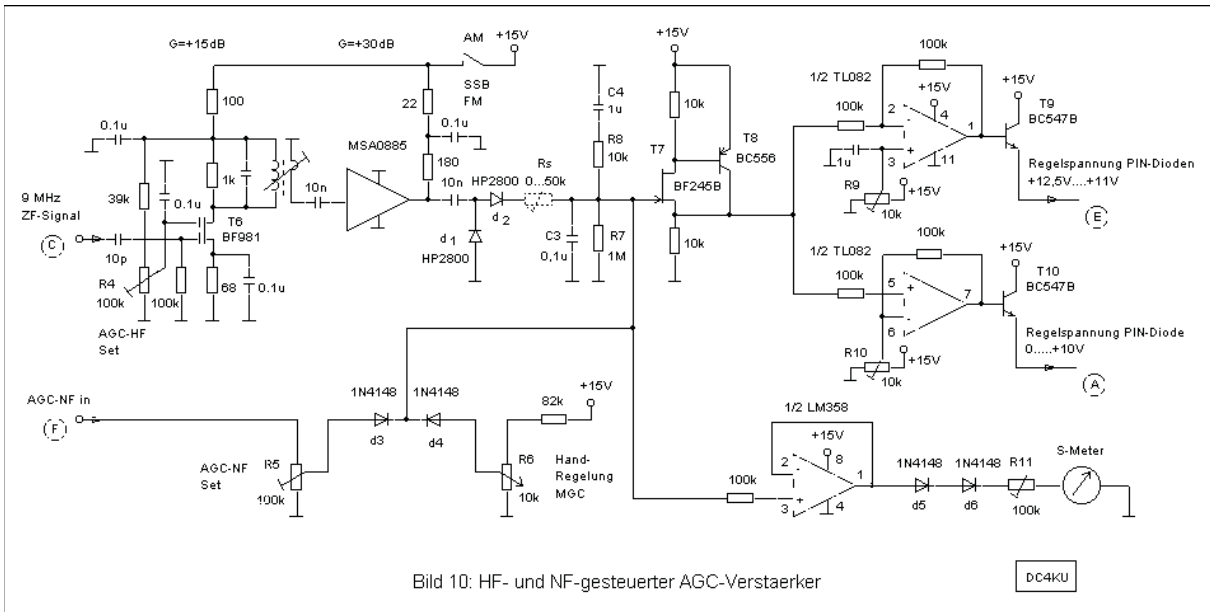 G=+15dB
G=+30dB
AM
+15V
SSB
FM
100
22
0.1u
0.1u
MSA0885
180
39k
1k
0.1u
10n
10n
HP2800
Rs
0...50k
d2
9 MHz
ZF-Signal
C
10p
T6
BF981
R4
100k
100k
68
0.1u
AGC-HF
Set
d1
HP2800
C3
0,1u
C4
1u
R8
10k
R7
1M
+15V
10k
T7
BF245B
T8
BC556
10k
100k
1/2 TL082
+15V
100k
2
-
4
1
+
3
11
1u
R9
+15V
10k
+15V
T9
BC547B
Regelspannung PIN-Dioden
+12,5V....+11V
E
1/2 TL082
100k
100k
5
+
7
-
6
R10
+15V
10k
+15V
T10
BC547B
Regelspannung PIN-Diode
0.....+10V
A
AGC-NF in
F
AGC-NF
Set
R5
100k
1N4148
1N4148
d3
d4
82k
+15V
R6
10k
Hand-
Regelung
MGC
1/2 LM358
+15V
2
-
8
1
+
3
4
100k
1N4148
1N4148
d5
d6
R11
100k
S-Meter
Bild 10: HF- und NF-gesteuerter AGC-Verstaerker
DC4KU